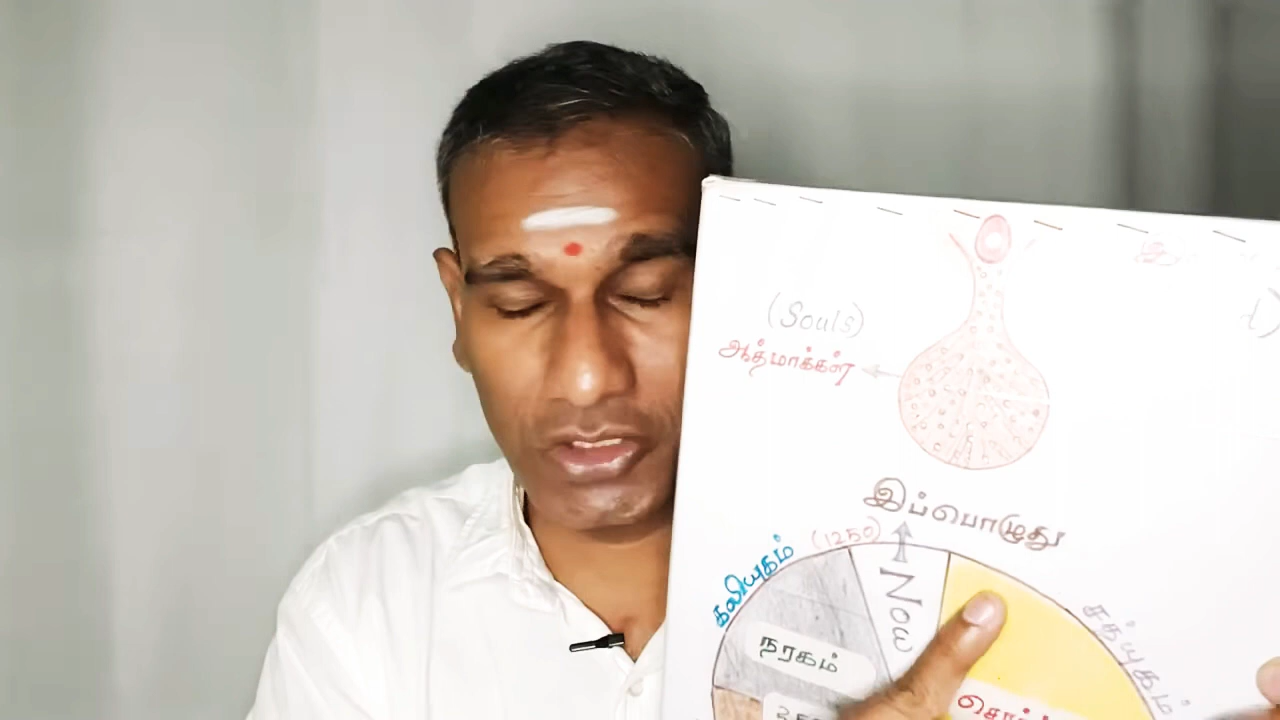 (Souls)
ஆத்மாக்கள்
இப்பொழுது
(1250)
கலியுகம்
Now
சத்யுகம்
நரகம்